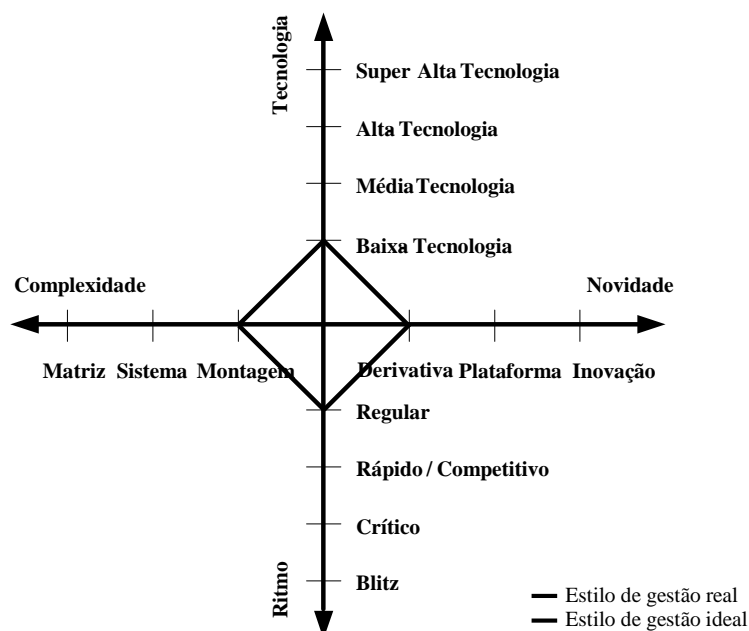 Tecnologia
Super Alta Tecnologia
Alta Tecnologia
Média Tecnologia
Baixa Tecnologia
Complexidade
Novidade
Matriz Sistema Montagem Derivativa Plataforma Inovação
Regular
Rápido / Competitivo
Crítico
Ritmo
Blitz
Estilo de gestão real
Estilo de gestão ideal